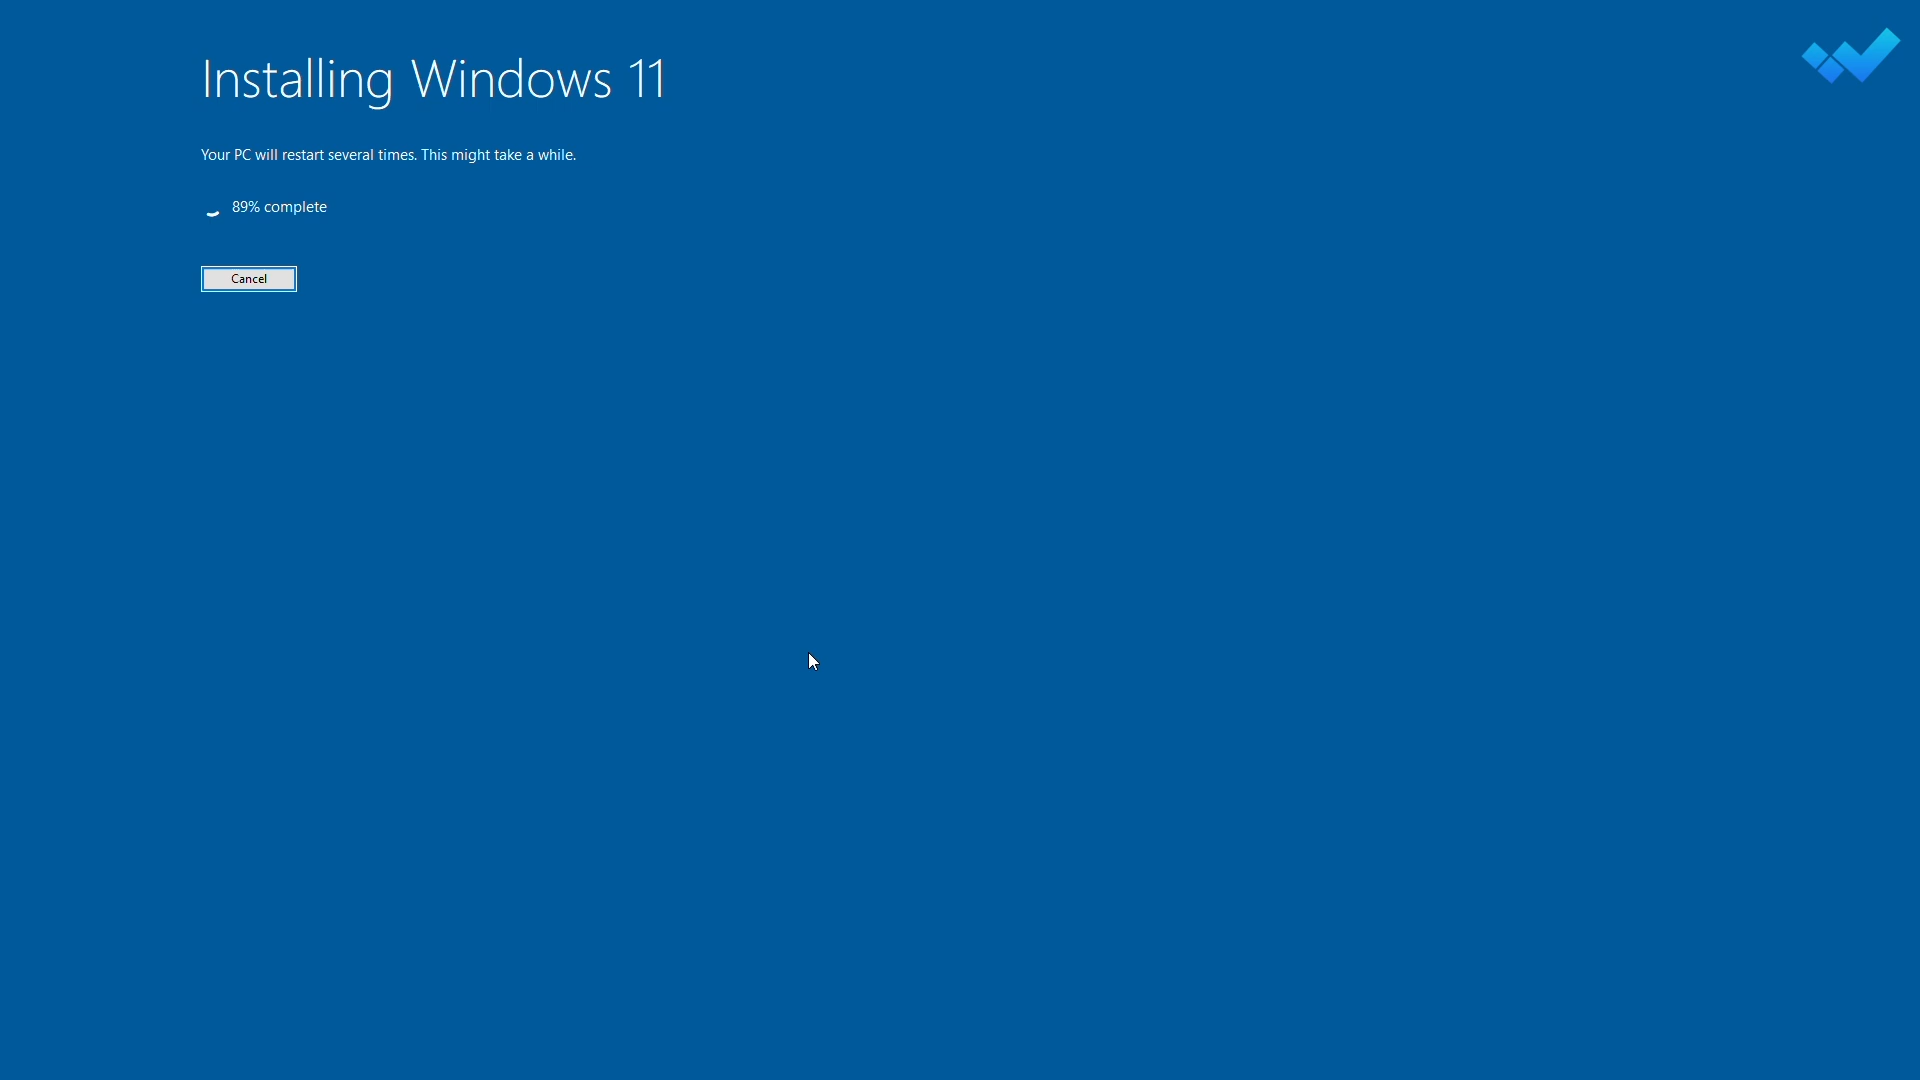 Installing Windows 11
Your PC will restart several times. This might take a while.
89% complete
Cancel